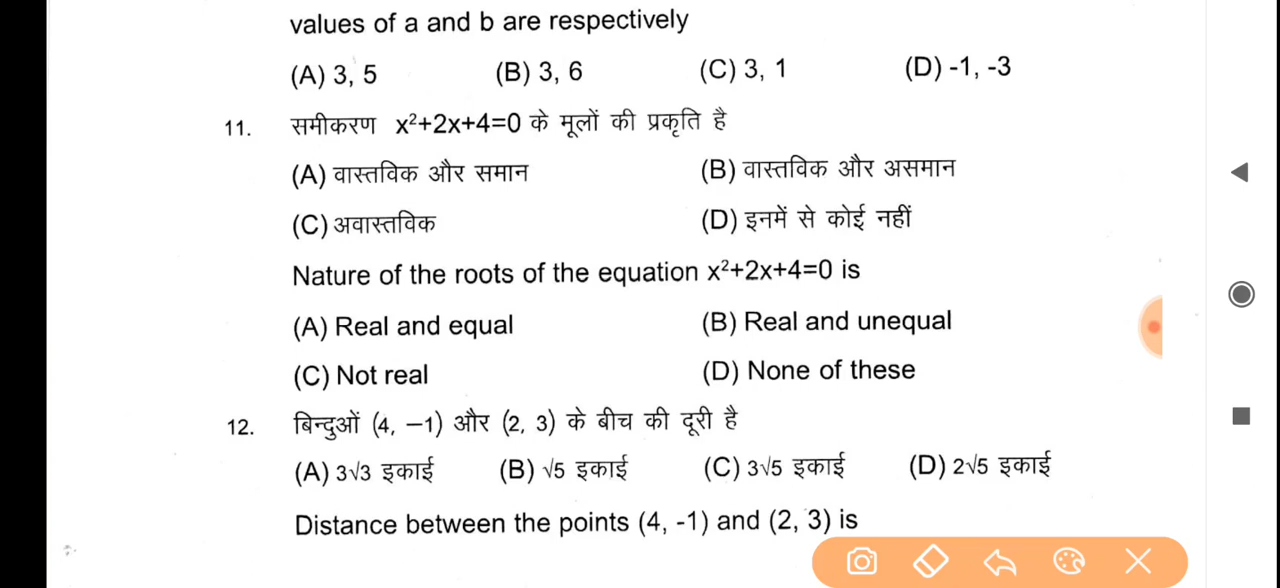 values of a and b are respectively
(A) 3, 5 (B) 3, 6 (C) 3, 1 (D) -1, -3
11. समीकरण x²+2x+4=0 के मूलों की प्रकृति है
(A) वास्तविक और समान (B) वास्तविक और असमान
(C) अवास्तविक (D) इनमें से कोई नहीं
Nature of the roots of the equation x²+2x+4=0 is
(A) Real and equal (B) Real and unequal
(C) Not real (D) None of these
12. बिन्दुओं (4, −1) और (2, 3) के बीच की दूरी है
(A) 3√3 इकाई (B) √5 इकाई (C) 3√5 इकाई (D) 2√5 इकाई
Distance between the points (4, -1) and (2, 3) is